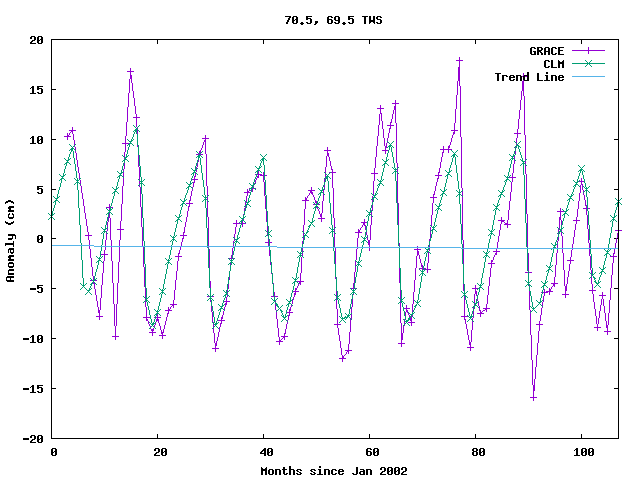 70.5, 69.5 TWS
GRACE
CLM
Trend Line
20
15
10
5
0
-5
-10
-15
-20
Anomaly (cm)
0 20 40 60 80 100
Months since Jan 2002